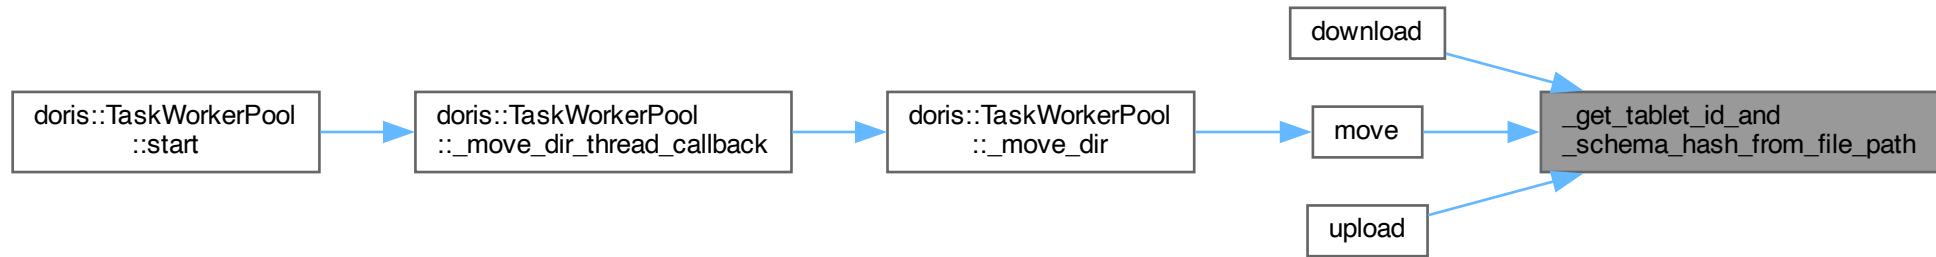 doris::TaskWorkerPool
::start
doris::TaskWorkerPool
::_move_dir_thread_callback
doris::TaskWorkerPool
::_move_dir
download
move
upload
_get_tablet_id_and
_schema_hash_from_file_path